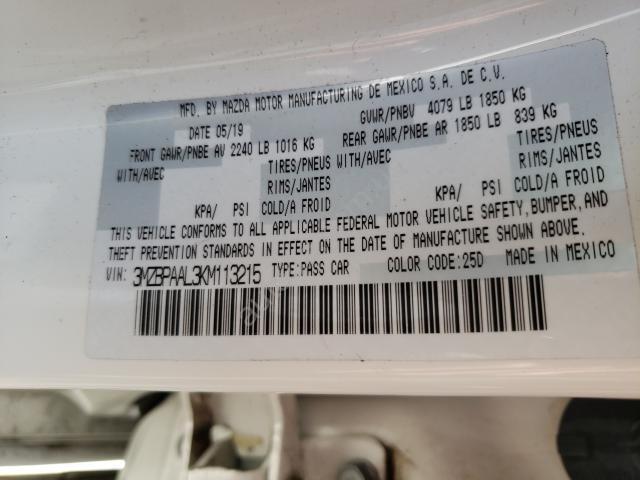 MFD. BY MAZDA MOTOR MANUFACTURING DE MEXICO S.A. DE C.V.
DATE 05/19 GVWR/PNBV 4079 LB 1850 KG
FRONT GAWR/PNBE AV 2240 LB 1016 KG REAR GAWR/PNBE AR 1850 LB 839 KG
WITH/AVEC TIRES/PNEUS WITH/AVEC TIRES/PNEUS
RIMS/JANTES RIMS/JANTES
KPA/ PSI COLD/A FROID KPA/ PSI COLD/A FROID
THIS VEHICLE CONFORMS TO ALL APPLICABLE FEDERAL MOTOR VEHICLE SAFETY, BUMPER, AND
THEFT PREVENTION STANDARDS IN EFFECT ON THE DATE OF MANUFACTURE SHOWN ABOVE.
VIN: 3MZBPAAL3KM113215 TYPE:PASS CAR COLOR CODE:25D MADE IN MEXICO